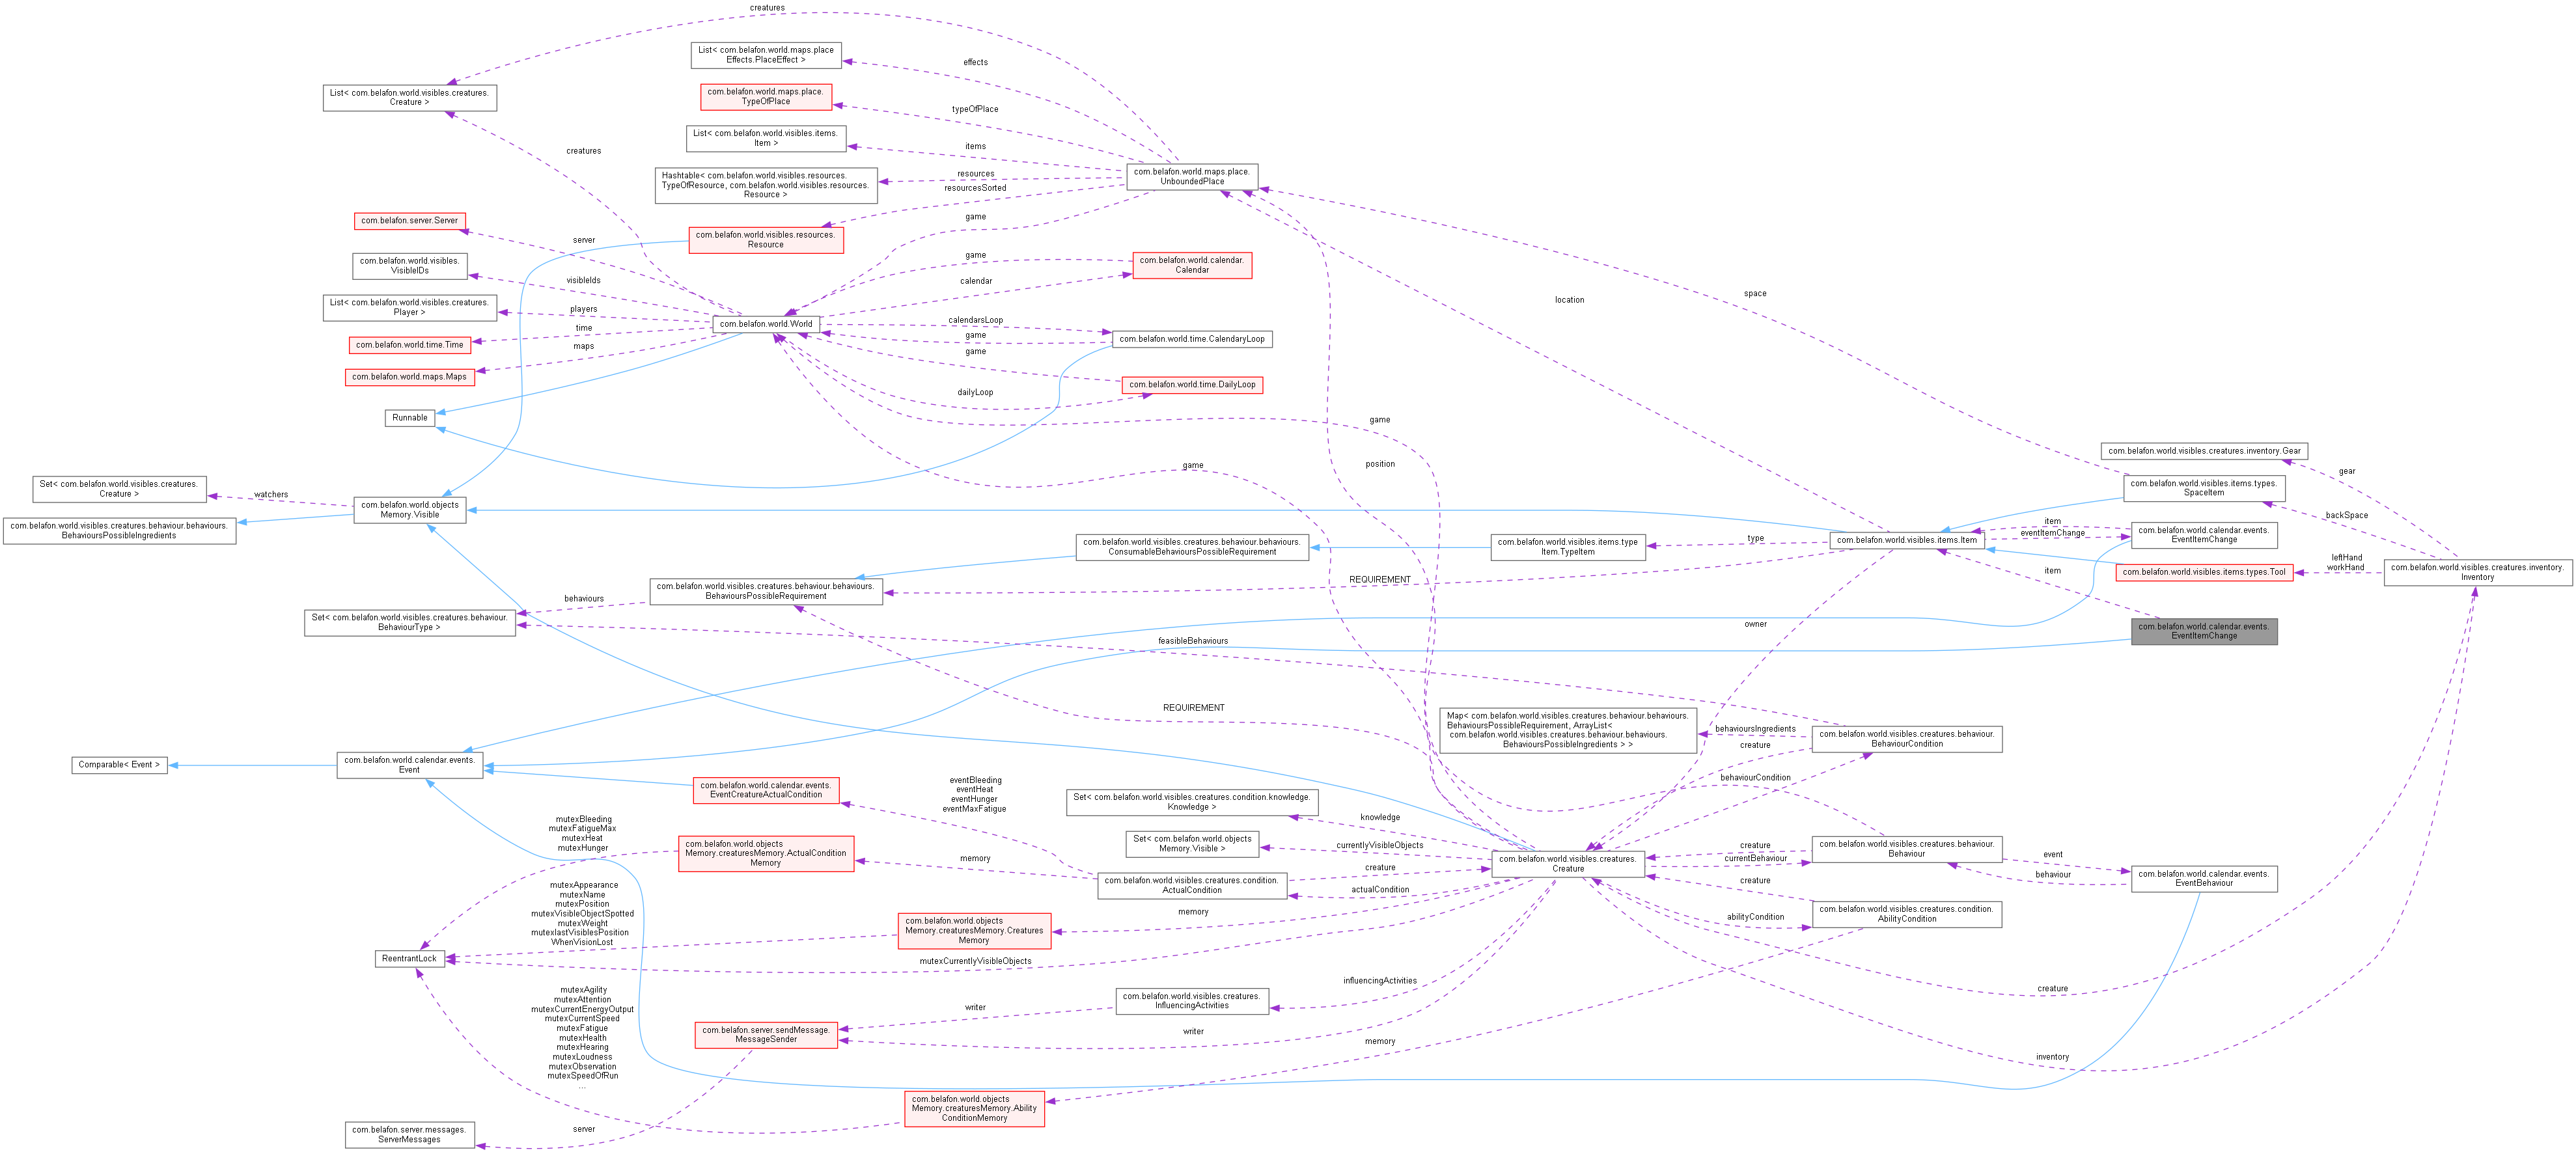 creatures
List< com.belafon.world.maps.place
Effects.PlaceEffect >
effects
List< com.belafon.world.visibles.creatures.
Creature >
com.belafon.world.maps.place.
TypeOfPlace
typeOfPlace
List< com.belafon.world.visibles.items.
Item >
items
creatures
Hashtable< com.belafon.world.visibles.resources.
TypeOfResource, com.belafon.world.visibles.resources.
Resource >
resources
resourcesSorted
com.belafon.world.maps.place.
UnboundedPlace
com.belafon.server.Server
server
com.belafon.world.visibles.resources.
Resource
game
com.belafon.world.visibles.
VisibleIDs
visibleIds
game
com.belafon.world.calendar.
Calendar
calendar
List< com.belafon.world.visibles.creatures.
Player >
players
location
space
com.belafon.world.time.Time
time
com.belafon.world.World
calendarsLoop
game
com.belafon.world.time.CalendaryLoop
maps
com.belafon.world.maps.Maps
game
com.belafon.world.time.DailyLoop
dailyLoop
Runnable
game
com.belafon.world.visibles.creatures.inventory.Gear
gear
game
position
Set< com.belafon.world.visibles.creatures.
Creature >
watchers
com.belafon.world.objects
Memory.Visible
com.belafon.world.visibles.items.types.
SpaceItem
backSpace
com.belafon.world.visibles.creatures.behaviour.behaviours.
BehavioursPossibleIngredients
com.belafon.world.visibles.creatures.behaviour.behaviours.
ConsumableBehavioursPossibleRequirement
com.belafon.world.visibles.items.type
Item.TypeItem
type
com.belafon.world.visibles.items.Item
item
eventItemChange
com.belafon.world.calendar.events.
EventItemChange
leftHand
workHand
com.belafon.world.visibles.creatures.inventory.
Inventory
com.belafon.world.visibles.items.types.Tool
item
REQUIREMENT
com.belafon.world.visibles.creatures.behaviour.behaviours.
BehavioursPossibleRequirement
behaviours
Set< com.belafon.world.visibles.creatures.behaviour.
BehaviourType >
owner
com.belafon.world.calendar.events.
EventItemChange
feasibleBehaviours
REQUIREMENT
Map< com.belafon.world.visibles.creatures.behaviour.behaviours.
BehavioursPossibleRequirement, ArrayList<
com.belafon.world.visibles.creatures.behaviour.behaviours.
BehavioursPossibleIngredients > >
behavioursIngredients
creature
com.belafon.world.visibles.creatures.behaviour.
BehaviourCondition
behaviourCondition
Comparable< Event >
com.belafon.world.calendar.events.
Event
com.belafon.world.calendar.events.
EventCreatureActualCondition
eventBleeding
eventHeat
eventHunger
eventMaxFatigue
Set< com.belafon.world.visibles.creatures.condition.knowledge.
Knowledge >
knowledge
mutexBleeding
mutexFatigueMax
mutexHeat
mutexHunger
com.belafon.world.objects
Memory.creaturesMemory.ActualCondition
Memory
memory
Set< com.belafon.world.objects
Memory.Visible >
currentlyVisibleObjects
com.belafon.world.visibles.creatures.
Creature
creature
currentBehaviour
com.belafon.world.visibles.creatures.behaviour.
Behaviour
event
behaviour
com.belafon.world.calendar.events.
EventBehaviour
com.belafon.world.visibles.creatures.condition.
ActualCondition
creature
actualCondition
creature
com.belafon.world.visibles.creatures.condition.
AbilityCondition
abilityCondition
mutexAppearance
mutexName
mutexPosition
mutexVisibleObjectSpotted
mutexWeight
mutexlastVisiblesPosition
WhenVisionLost
com.belafon.world.objects
Memory.creaturesMemory.Creatures
Memory
memory
ReentrantLock
mutexCurrentlyVisibleObjects
influencingActivities
creature
mutexAgility
mutexAttention
mutexCurrentEnergyOutput
mutexCurrentSpeed
mutexFatigue
mutexHealth
mutexHearing
mutexLoudness
mutexObservation
mutexSpeedOfRun
...
com.belafon.world.visibles.creatures.
InfluencingActivities
writer
com.belafon.server.sendMessage.
MessageSender
writer
memory
inventory
com.belafon.world.objects
Memory.creaturesMemory.Ability
ConditionMemory
com.belafon.server.messages.
ServerMessages
server